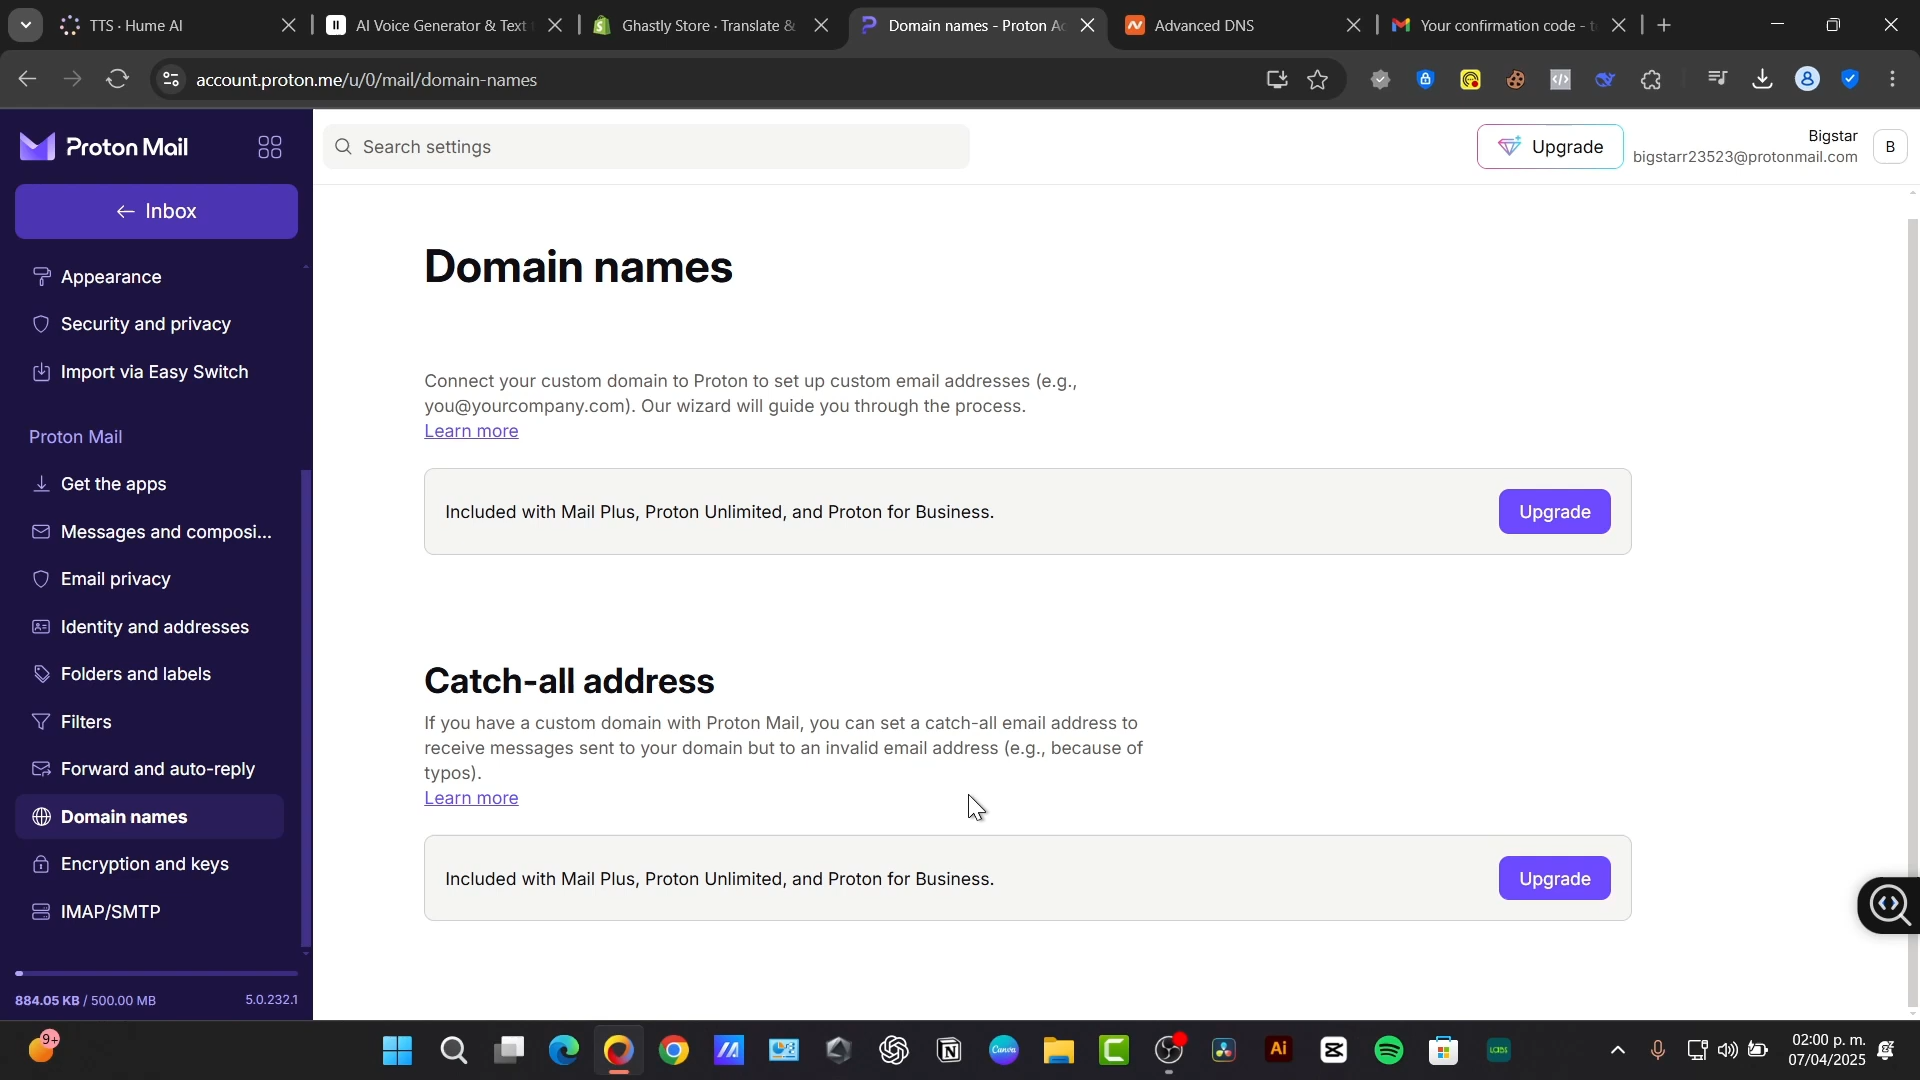 TTS · Hume AI
AI Voice Generator & Text
Ghastly Store · Translate &
Domain names - Proton Ac
Advanced DNS
Your confirmation code - t
account.proton.me/u/0/mail/domain-names
Proton Mail
Search settings
Upgrade
Bigstar
bigstarr23523@protonmail.com
B
Inbox
Appearance
Security and privacy
Import via Easy Switch
Proton Mail
Get the apps
Messages and composi...
Email privacy
Identity and addresses
Folders and labels
Filters
Forward and auto-reply
Domain names
Encryption and keys
IMAP/SMTP
884.05 KB / 500.00 MB
5.0.232.1
Domain names
Connect your custom domain to Proton to set up custom email addresses (e.g.,
you@yourcompany.com). Our wizard will guide you through the process.
Learn more
Included with Mail Plus, Proton Unlimited, and Proton for Business.
Upgrade
Catch-all address
If you have a custom domain with Proton Mail, you can set a catch-all email address to
receive messages sent to your domain but to an invalid email address (e.g., because of
typos).
Learn more
Included with Mail Plus, Proton Unlimited, and Proton for Business.
Upgrade
9+
Canva
Ai
02:00 p. m.
07/04/2025